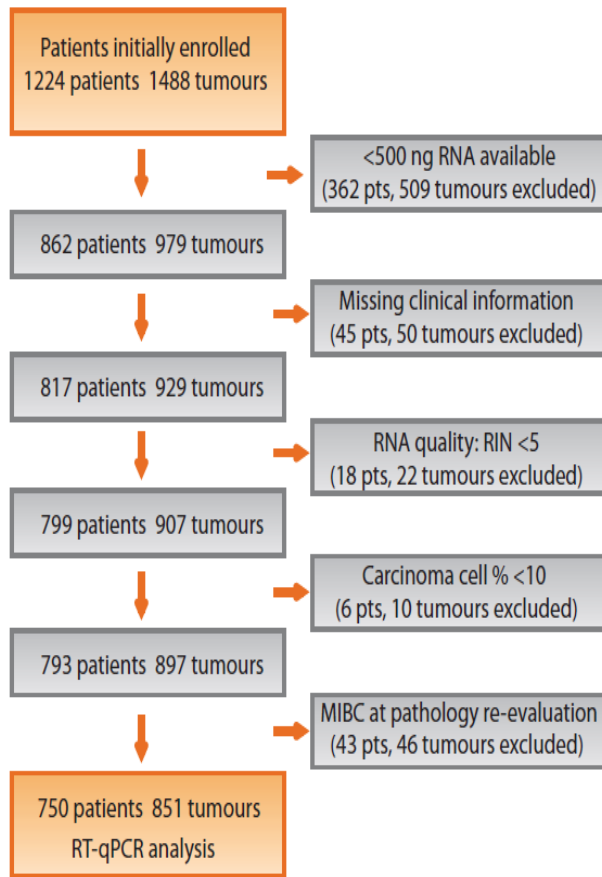 Patients initially enrolled
1224 patients 1488 tumours
<500 ng RNA available
(362 pts, 509 tumours excluded)
862 patients 979 tumours
Missing clinical information
(45 pts, 50 tumours excluded)
817 patients 929 tumours
RNA quality: RIN <5
(18 pts, 22 tumours excluded)
799 patients 907 tumours
Carcinoma cell % <10
(6 pts, 10 tumours excluded)
793 patients 897 tumours
MIBC at pathology re-evaluation
(43 pts, 46 tumours excluded)
750 patients 851 tumours
RT-qPCR analysis